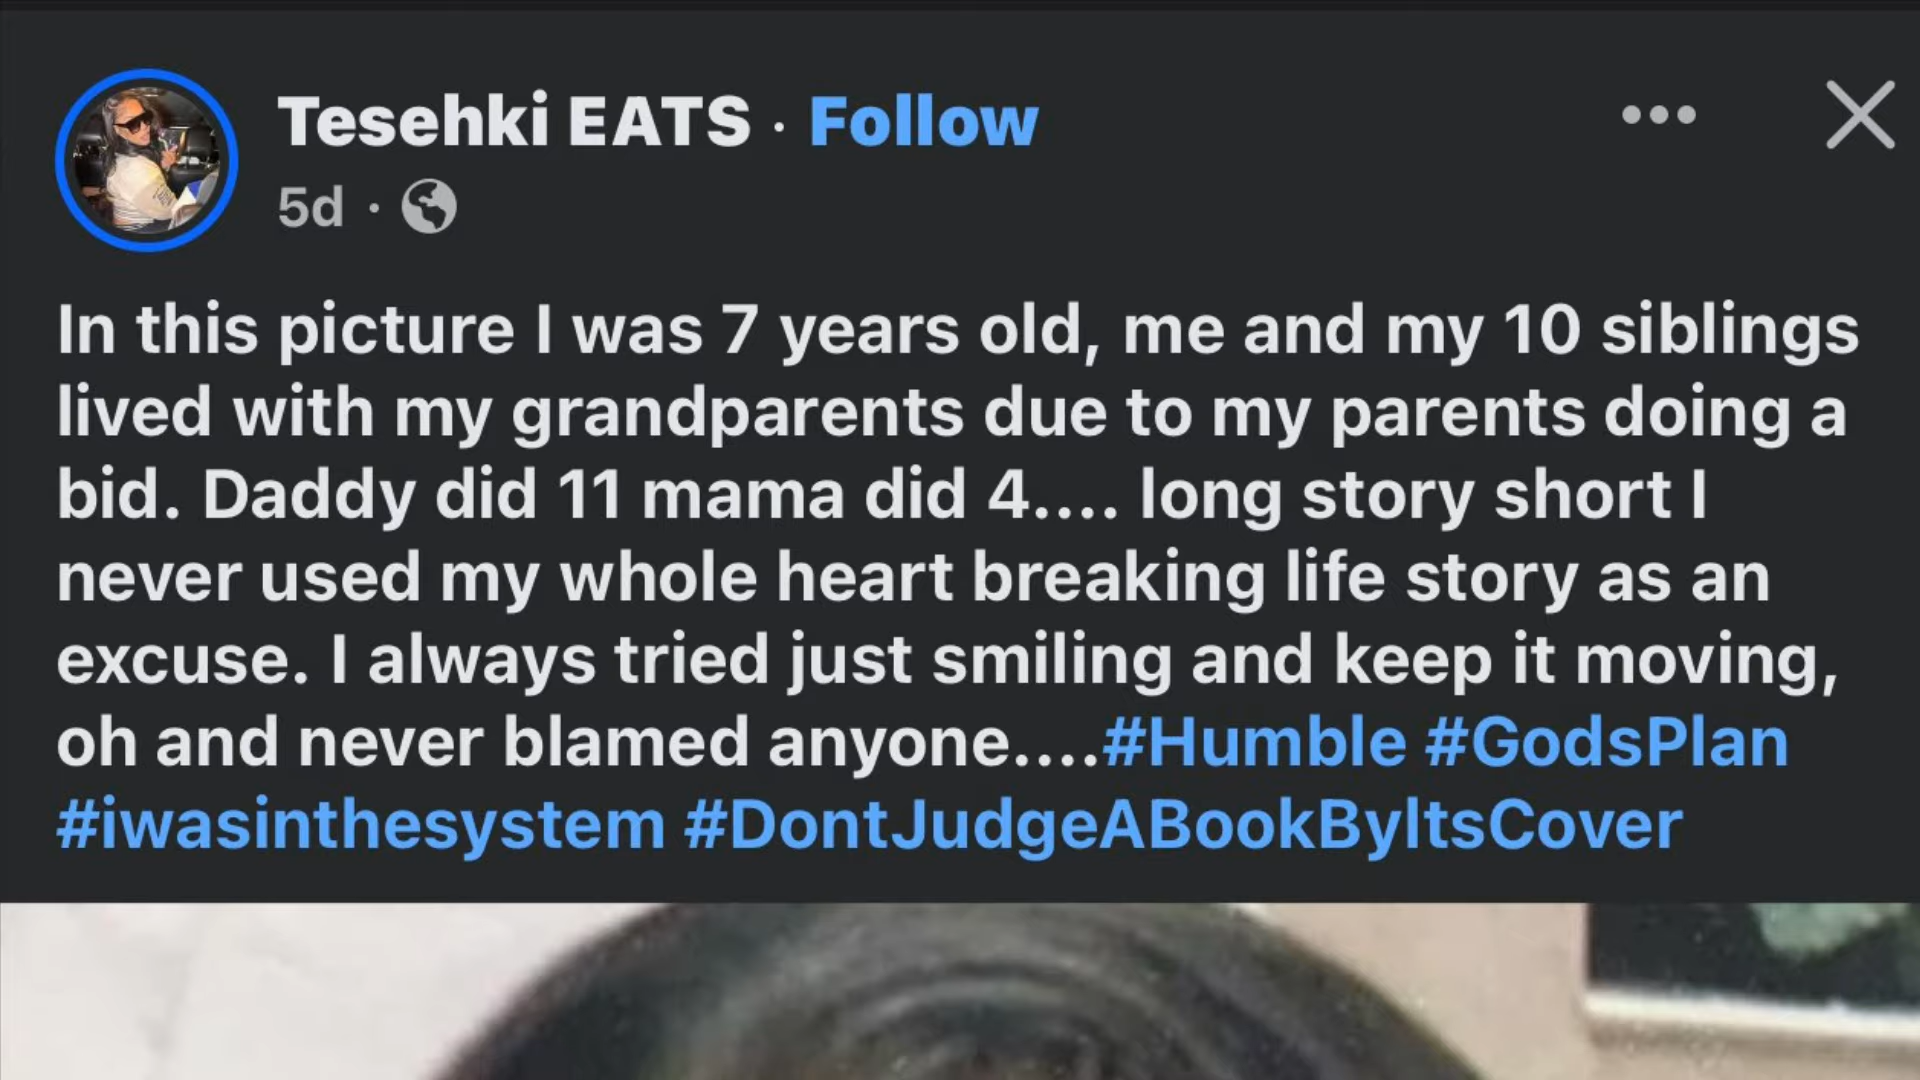 Tesehki EATS · Follow
5d ·
In this picture I was 7 years old, me and my 10 siblings
lived with my grandparents due to my parents doing a
bid. Daddy did 11 mama did 4.... long story short I
never used my whole heart breaking life story as an
excuse. I always tried just smiling and keep it moving,
oh and never blamed anyone....#Humble #GodsPlan
#iwasinthesystem #DontJudgeABookByItsCover